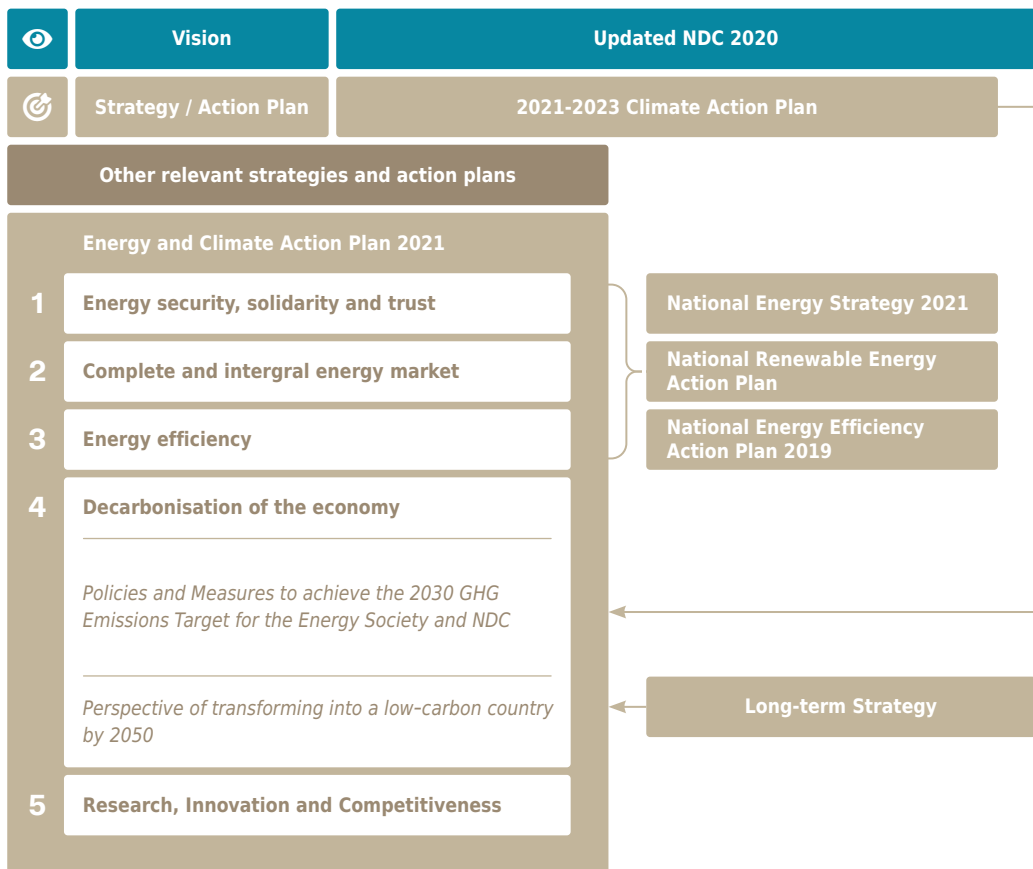 Vision
Updated NDC 2020
Strategy / Action Plan
2021-2023 Climate Action Plan
Other relevant strategies and action plans
Energy and Climate Action Plan 2021
1
Energy security, solidarity and trust
2
Complete and intergral energy market
3
Energy efficiency
National Energy Strategy 2021
National Renewable Energy
Action Plan
National Energy Efficiency
Action Plan 2019
4
Decarbonisation of the economy
Policies and Measures to achieve the 2030 GHG
Emissions Target for the Energy Society and NDC
Perspective of transforming into a low-carbon country
by 2050
Long-term Strategy
5
Research, Innovation and Competitiveness